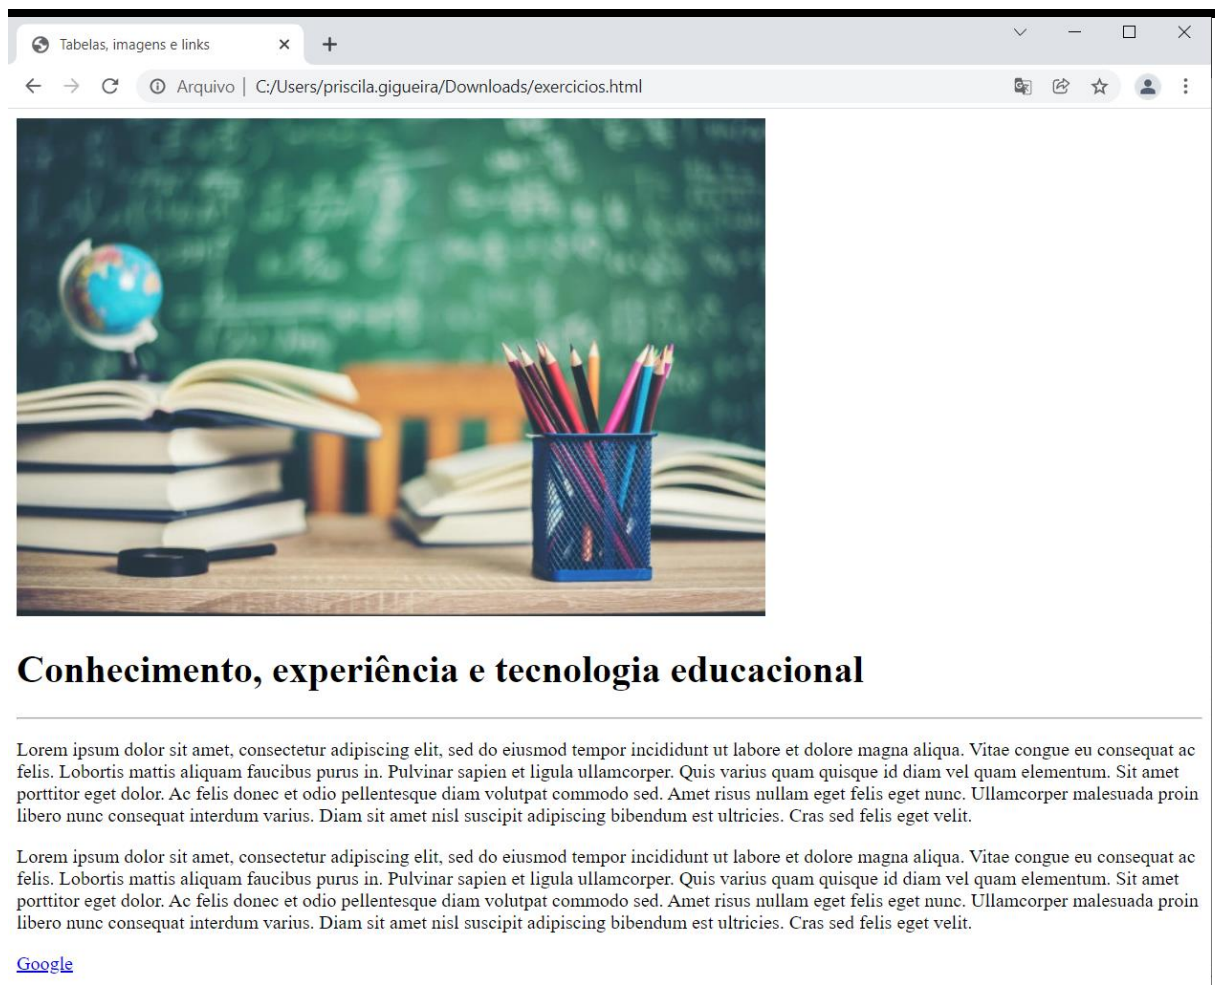 Tabelas, imagens e links
Arquivo | C:/Users/priscila.gigueira/Downloads/exercicios.html
Conhecimento, experiência e tecnologia educacional
Lorem ipsum dolor sit amet, consectetur adipiscing elit, sed do eiusmod tempor incididunt ut labore et dolore magna aliqua. Vitae congue eu consequat ac
felis. Lobortis mattis aliquam faucibus purus in. Pulvinar sapien et ligula ullamcorper. Quis varius quam quisque id diam vel quam elementum. Sit amet
porttitor eget dolor. Ac felis donec et odio pellentesque diam volutpat commodo sed. Amet risus nullam eget felis eget nunc. Ullamcorper malesuada proin
libero nunc consequat interdum varius. Diam sit amet nisl suscipit adipiscing bibendum est ultricies. Cras sed felis eget velit.
Lorem ipsum dolor sit amet, consectetur adipiscing elit, sed do eiusmod tempor incididunt ut labore et dolore magna aliqua. Vitae congue eu consequat ac
felis. Lobortis mattis aliquam faucibus purus in. Pulvinar sapien et ligula ullamcorper. Quis varius quam quisque id diam vel quam elementum. Sit amet
porttitor eget dolor. Ac felis donec et odio pellentesque diam volutpat commodo sed. Amet risus nullam eget felis eget nunc. Ullamcorper malesuada proin
libero nunc consequat interdum varius. Diam sit amet nisl suscipit adipiscing bibendum est ultricies. Cras sed felis eget velit.
Google